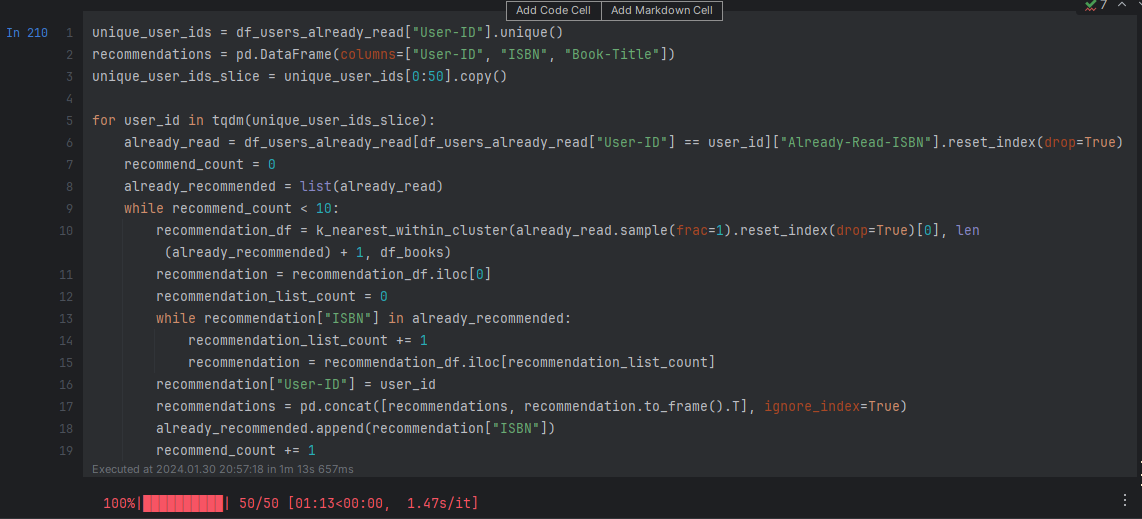 Add Code Cell Add Markdown Cell
7
In 210 1 unique_user_ids = df_users_already_read["User-ID"].unique()
2 recommendations = pd.DataFrame(columns=["User-ID", "ISBN", "Book-Title"])
3 unique_user_ids_slice = unique_user_ids[0:50].copy()
4
5 for user_id in tqdm(unique_user_ids_slice):
6 already_read = df_users_already_read[df_users_already_read["User-ID"] == user_id]["Already-Read-ISBN"].reset_index(drop=True)
7 recommend_count = 0
8 already_recommended = list(already_read)
9 while recommend_count < 10:
10 recommendation_df = k_nearest_within_cluster(already_read.sample(frac=1).reset_index(drop=True)[0], len
(already_recommended) + 1, df_books)
11 recommendation = recommendation_df.iloc[0]
12 recommendation_list_count = 0
13 while recommendation["ISBN"] in already_recommended:
14 recommendation_list_count += 1
15 recommendation = recommendation_df.iloc[recommendation_list_count]
16 recommendation["User-ID"] = user_id
17 recommendations = pd.concat([recommendations, recommendation.to_frame().T], ignore_index=True)
18 already_recommended.append(recommendation["ISBN"])
19 recommend_count += 1
Executed at 2024.01.30 20:57:18 in 1m 13s 657ms
100%|██████████| 50/50 [01:13<00:00, 1.47s/it]